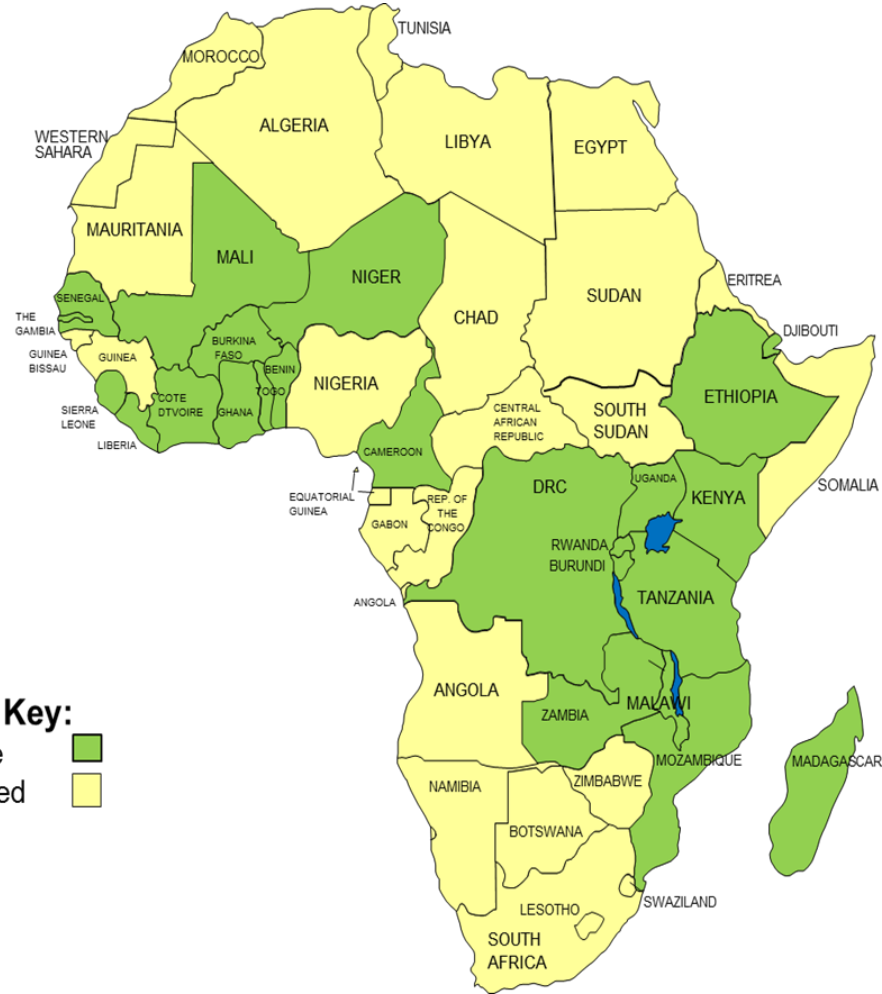 TUNISIA
MOROCCO
ALGERIA
LIBYA
EGYPT
WESTERN
SAHARA
MAURITANIA
MALI
NIGER
CHAD
SUDAN
ERITREA
SENEGAL
THE
GAMBIA
GUINEA
BISSAU
GUINEA
BURKINA
FASO
BENIN
NIGERIA
DJIBOUTI
ETHIOPIA
SIERRA
LEONE
COTE
DTVOIRE
GHANA
TOGO
LIBERIA
CENTRAL
AFRICAN
REPUBLIC
SOUTH
SUDAN
CAMEROON
SOMALIA
EQUATORIAL
GUINEA
GABON
REP. OF
THE
CONGO
DRC
UGANDA
KENYA
RWANDA
BURUNDI
TANZANIA
ANGOLA
ANGOLA
ZAMBIA
MALAWI
MOZAMBIQUE
MADAGASCAR
NAMIBIA
ZIMBABWE
BOTSWANA
SWAZILAND
LESOTHO
SOUTH
AFRICA
Key:
e
ed